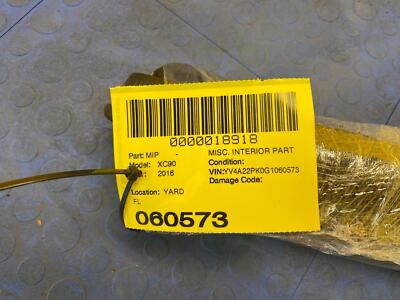 0000018918
Part: MIP - MISC. INTERIOR PART
Model: XC90 Condition:
2016 VIN: YV4A22PK0G1060573
Damage Code:
Location: YARD
FL
060573